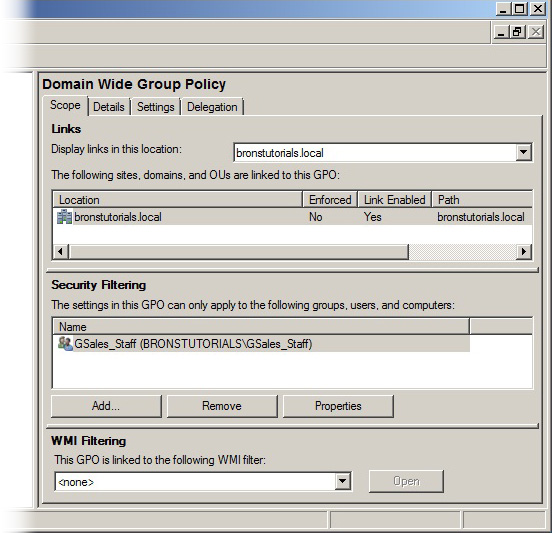 Domain Wide Group Policy
Scope Details Settings Delegation
Links
Display links in this location: bronstutorials.local
The following sites, domains, and OUs are linked to this GPO:
Location Enforced Link Enabled Path
bronstutorials.local No Yes bronstutorials.local
Security Filtering
The settings in this GPO can only apply to the following groups, users, and computers:
Name
GSales_Staff (BRONSTUTORIALS\GSales_Staff)
Add... Remove Properties
WMI Filtering
This GPO is linked to the following WMI filter:
<none> Open